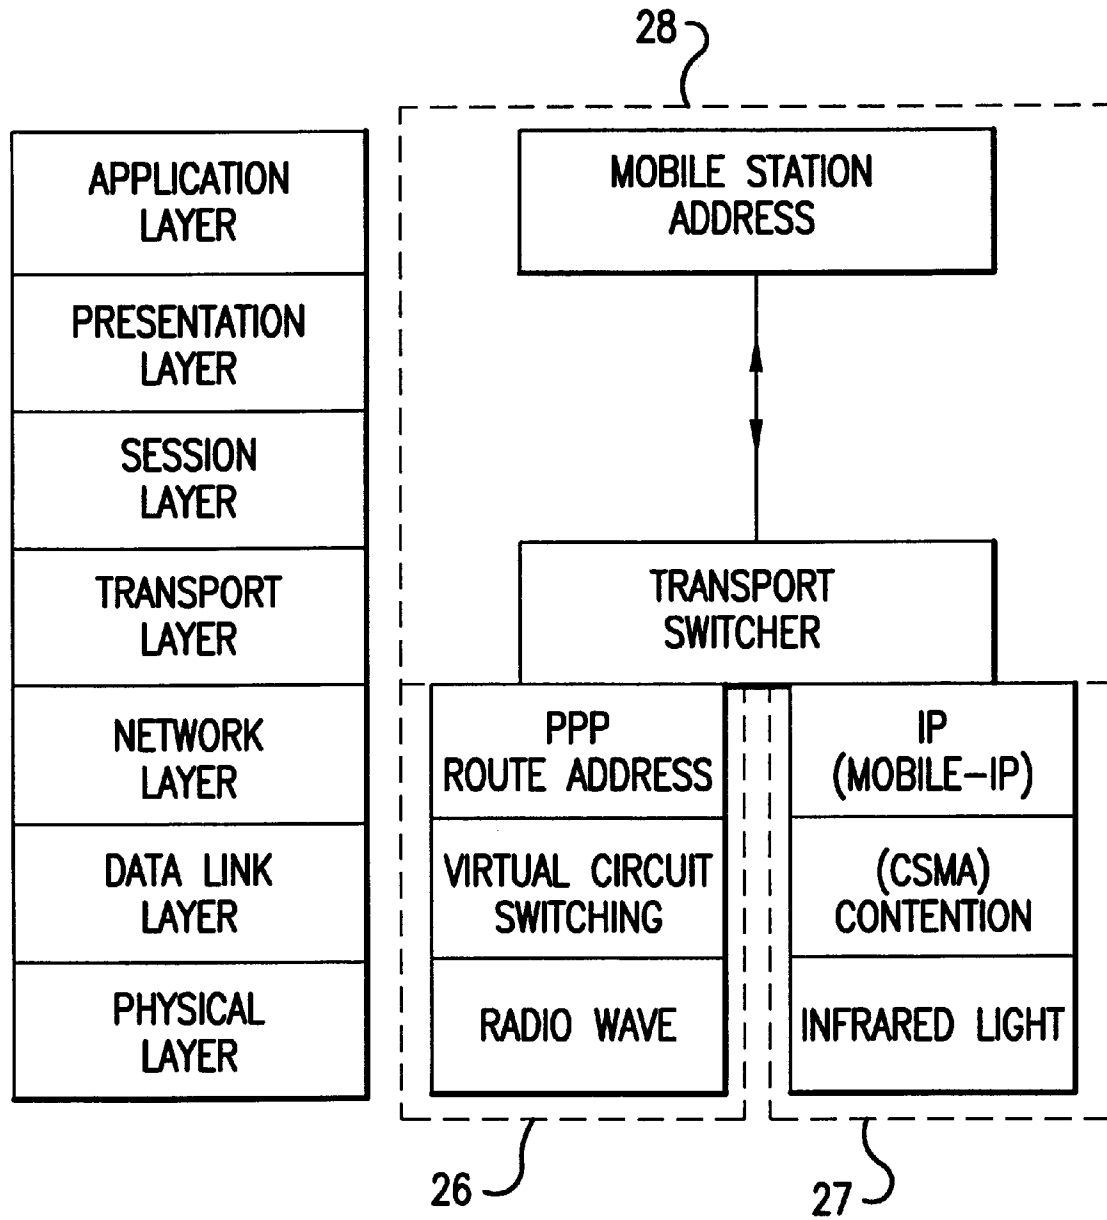 28
APPLICATION
LAYER
PRESENTATION
LAYER
SESSION
LAYER
TRANSPORT
LAYER
NETWORK
LAYER
DATA LINK
LAYER
PHYSICAL
LAYER
MOBILE STATION
ADDRESS
TRANSPORT
SWITCHER
PPP
ROUTE ADDRESS
VIRTUAL CIRCUIT
SWITCHING
RADIO WAVE
IP
(MOBILE-IP)
(CSMA)
CONTENTION
INFRARED LIGHT
26
27